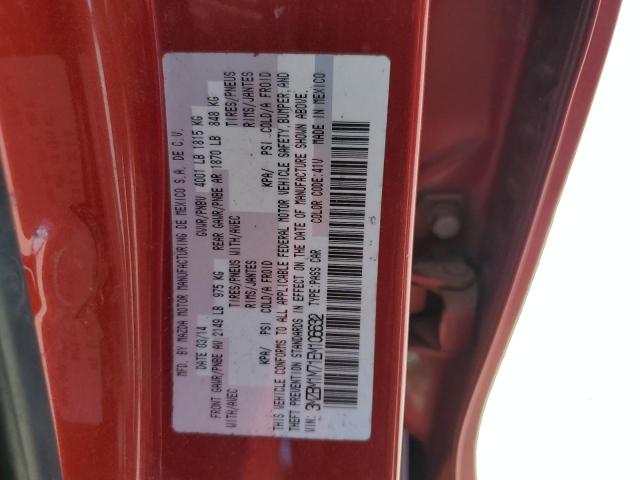 MFD. BY MAZDA MOTOR MANUFACTURING DE MEXICO S.A. DE C.V.
DATE 03/14 GVWR/PNBV 4001 LB 1815 KG
FRONT GAWR/PNBE AV 2149 LB 975 KG REAR GAWR/PNBE AR 1870 LB 848 KG
WITH/AVEC TIRES/PNEUS WITH/AVEC TIRES/PNEUS
RIMS/JANTES RIMS/JANTES
KPA/ PSI COLD/A FROID KPA/ PSI COLD/A FROID
THIS VEHICLE CONFORMS TO ALL APPLICABLE FEDERAL MOTOR VEHICLE SAFETY, BUMPER, AND
THEFT PREVENTION STANDARDS IN EFFECT ON THE DATE OF MANUFACTURE SHOWN ABOVE.
VIN: 3MZBM1M71EM106632 TYPE:PASS CAR COLOR CODE:41V MADE IN MEXICO